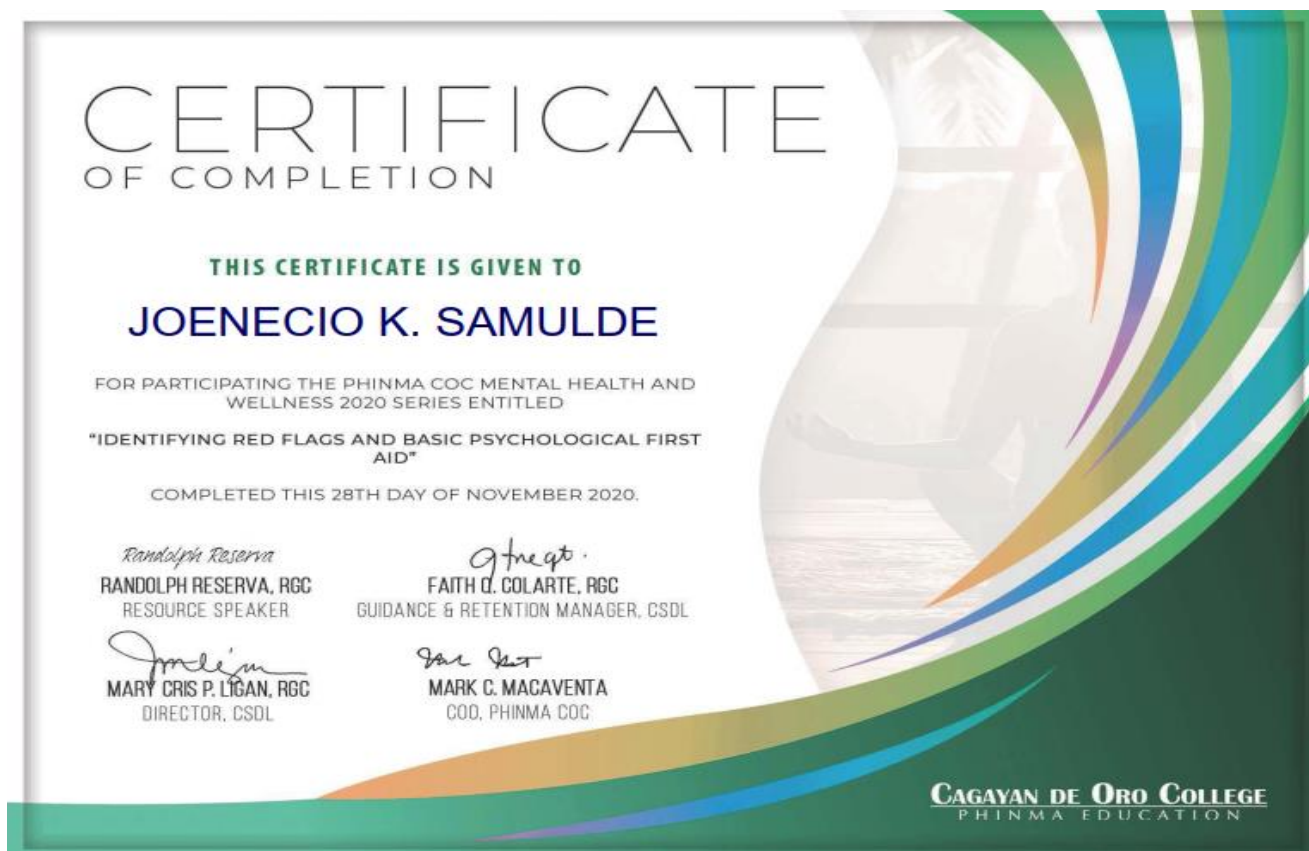 CERTIFICATE
OF COMPLETION
THIS CERTIFICATE IS GIVEN TO
JOENECIO K. SAMULDE
FOR PARTICIPATING THE PHINMA COC MENTAL HEALTH AND
WELLNESS 2020 SERIES ENTITLED
"IDENTIFYING RED FLAGS AND BASIC PSYCHOLOGICAL FIRST
AID"
COMPLETED THIS 28TH DAY OF NOVEMBER 2020.
Randolph Reserva
RANDOLPH RESERVA, RGC
RESOURCE SPEAKER
FAITH Q. COLARTE, RGC
GUIDANCE & RETENTION MANAGER, CSDL
MARY CRIS P. LIGAN, RGC
DIRECTOR, CSDL
MARK C. MACAVENTA
COO, PHINMA COC
CAGAYAN DE ORO COLLEGE
PHINMA EDUCATION